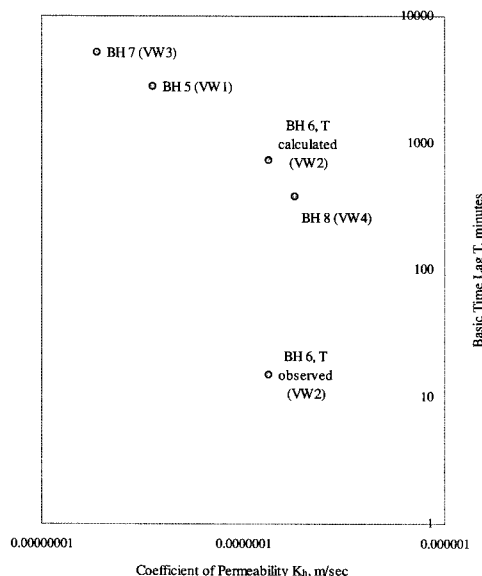 10000
BH 7 (VW3)
BH 5 (VW1)
BH 6, T
calculated
(VW2)
1000
BH 8 (VW4)
100
BH 6, T
observed
(VW2)
10
1
Basic Time Lag T, minutes
0.00000001
0.0000001
0.000001
Coefficient of Permeability Kh, m/sec